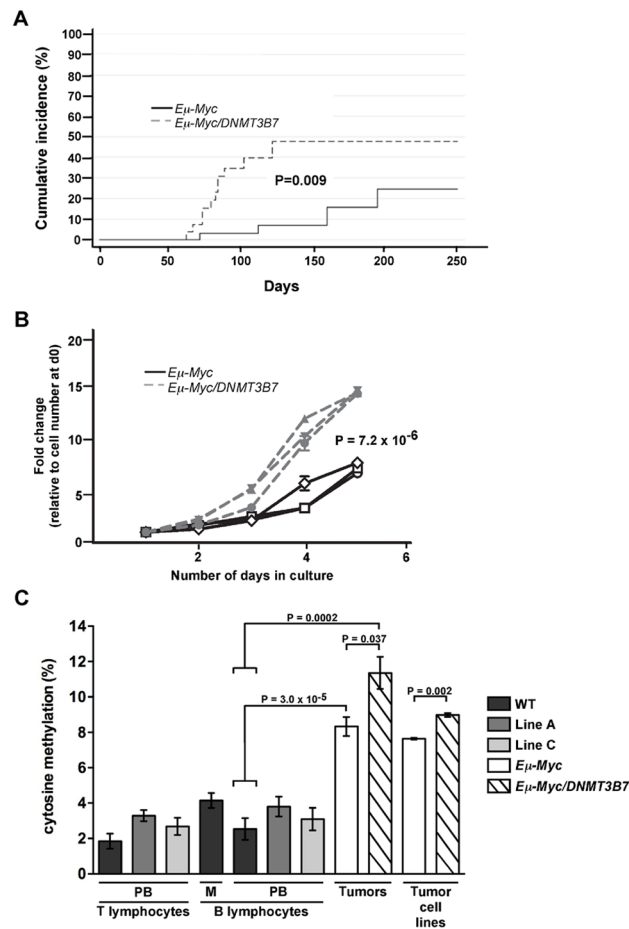 A
100
90
80
70
60
50
40
30
20
10
0
Cumulative incidence (%)
Eμ-Myc
Eμ-Myc/DNMT3B7
P=0.009
0 50 100 150 200 250
Days
B
20
15
10
5
0
Fold change
(relative to cell number at d0)
Eμ-Myc
Eμ-Myc/DNMT3B7
P = 7.2 x 10-6
2 4 6
Number of days in culture
C
14
12
10
8
6
4
2
0
cytosine methylation (%)
P = 0.0002
P = 0.037
P = 3.0 x 10-5
P = 0.002
WT
Line A
Line C
Eμ-Myc
Eμ-Myc/DNMT3B7
PB M PB Tumors Tumor
cell
lines
T lymphocytes B lymphocytes